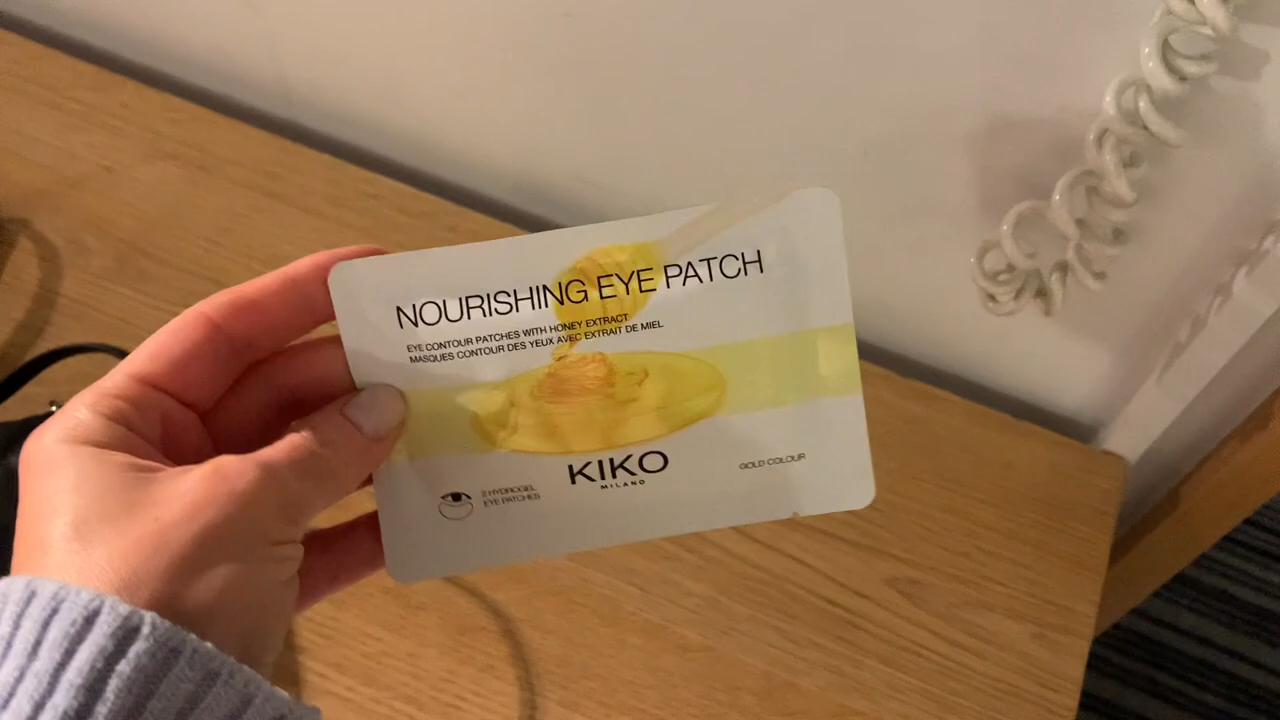 NOURISHING EYE PATCH
EYE CONTOUR PATCHES WITH HONEY EXTRACT
MASQUES CONTOUR DES YEUX AVEC EXTRAIT DE MIEL
KIKO
MILANO
GOLD COLOUR
2 HYDROGEL
EYE PATCHES